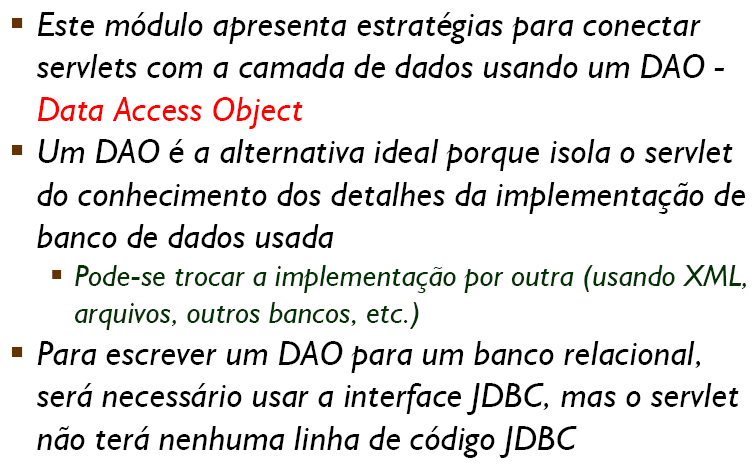 Este módulo apresenta estratégias para conectar
servlets com a camada de dados usando um DAO -
Data Access Object
Um DAO é a alternativa ideal porque isola o servlet
do conhecimento dos detalhes da implementação de
banco de dados usada
Pode-se trocar a implementação por outra (usando XML,
arquivos, outros bancos, etc.)
Para escrever um DAO para um banco relacional,
será necessário usar a interface JDBC, mas o servlet
não terá nenhuma linha de código JDBC